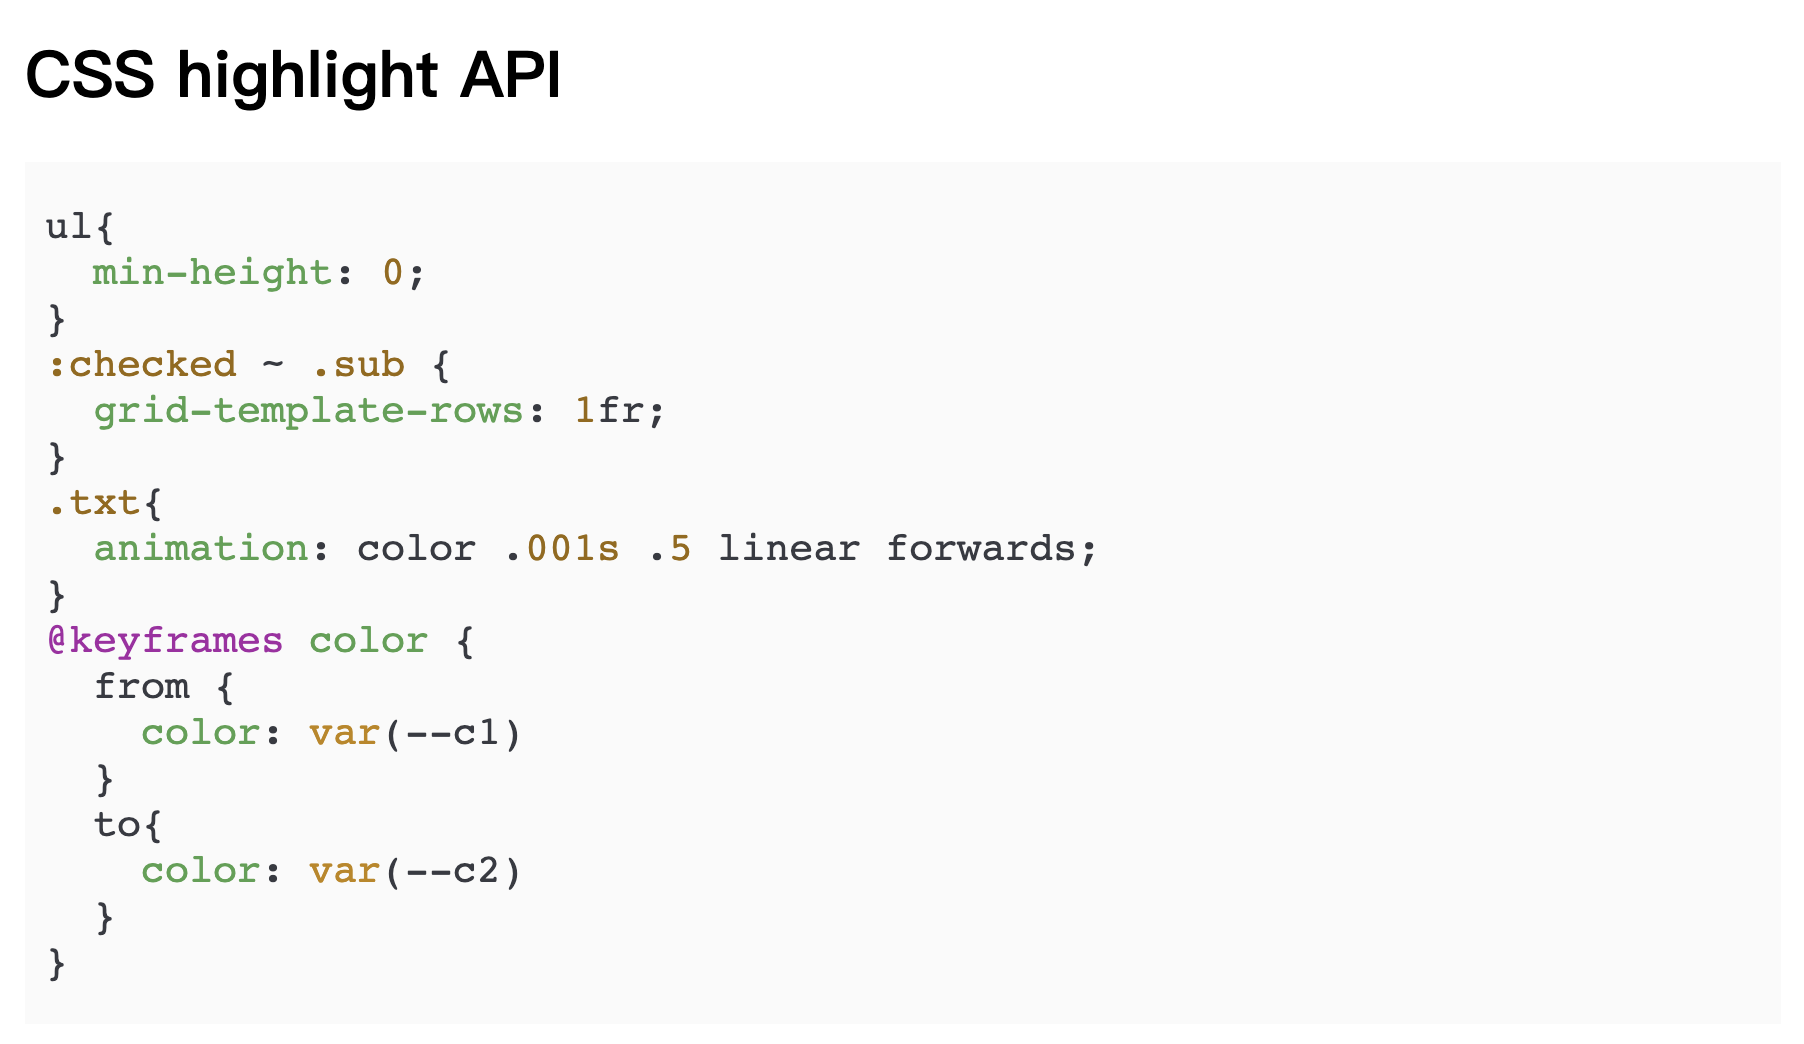 CSS highlight API
ul{
  min-height: 0;
}
:checked ~ .sub {
  grid-template-rows: 1fr;
}
.txt{
  animation: color .001s .5 linear forwards;
}
@keyframes color {
  from {
    color: var(--c1)
  }
  to{
    color: var(--c2)
  }
}